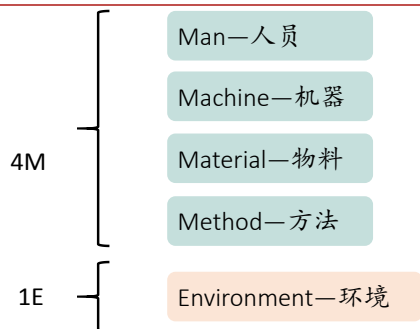 4M
Man—人员
Machine—机器
Material—物料
Method—方法
1E
Environment—环境